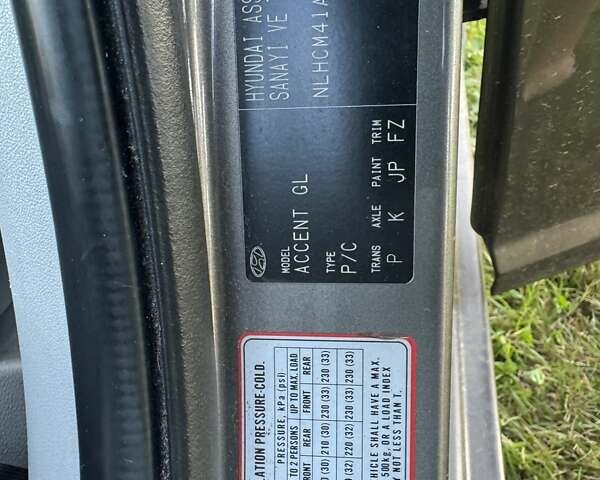 HYUNDAI ASS
SANAYI VE
NLHCM41A
MODEL
ACCENT GL
TYPE
P/C
TRANS AXLE PAINT TRIM
P K JP FZ
LATION PRESSURE-COLD.
PRESSURE, kPa (psi)
TO 2 PERSONS UP TO MAX. LOAD
REAR FRONT REAR
(30) 210 (30) 230 (33) 230 (33)
(32) 220 (32) 230 (33) 230 (33)
HICLE SHALL HAVE A MAX.
500kg, OR A LOAD INDEX
Y NOT LESS THAN T.